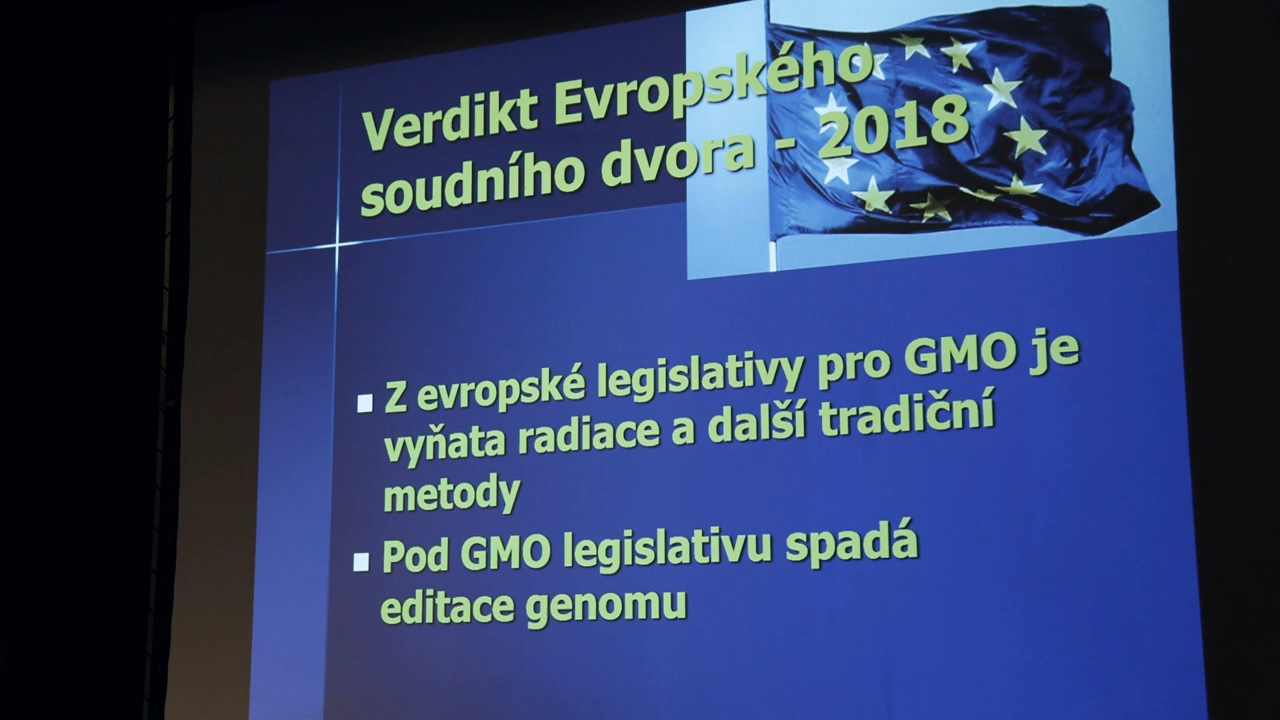 Verdikt Evropského
soudního dvora - 2018
Z evropské legislativy pro GMO je
vyňata radiace a další tradiční
metody
Pod GMO legislativu spadá
editace genomu